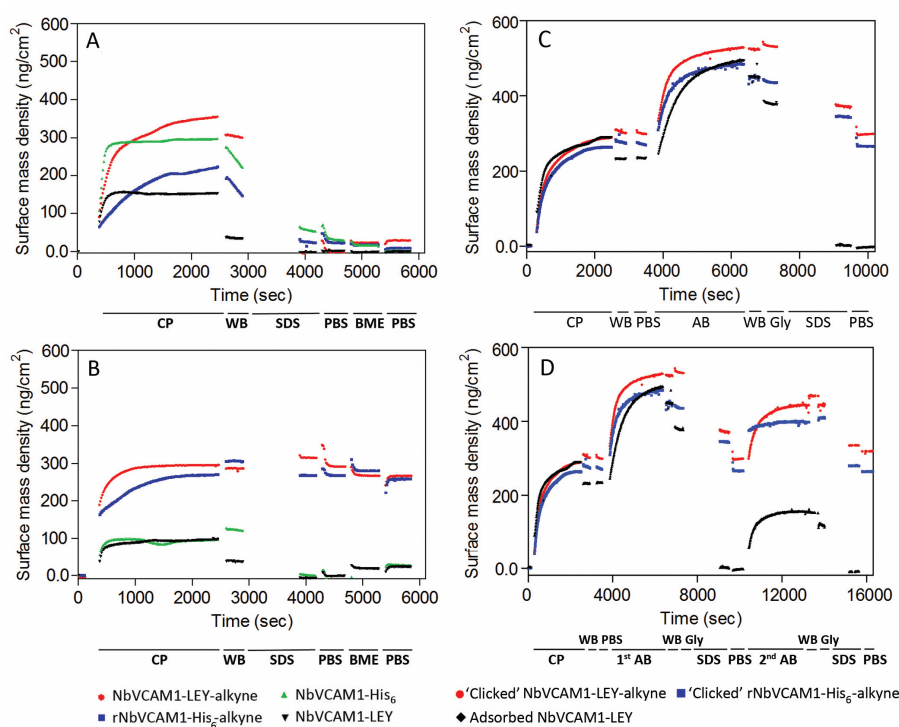 A
Surface mass density (ng/cm²)
600
500
400
300
200
100
0.0
0
1000
2000
3000
4000
5000
6000
Time (sec)
CP WB SDS PBS BME PBS
B
Surface mass density (ng/cm²)
600
500
400
300
200
100
0
0
1000
2000
3000
4000
5000
6000
Time (sec)
CP WB SDS PBS BME PBS
C
Surface mass density (ng/cm²)
600
400
200
0.0
0
2000
4000
6000
8000
10000
Time (sec)
CP WB PBS AB WB Gly SDS PBS
D
Surface mass density (ng/cm²)
600
400
200
0.0
0
4000
8000
12000
16000
Time (sec)
WB PBS WB Gly WB Gly
CP 1st AB SDS PBS 2nd AB SDS PBS
NbVCAM1-LEY-alkyne
NbVCAM1-His₆
rNbVCAM1-His₆-alkyne
NbVCAM1-LEY
'Clicked' NbVCAM1-LEY-alkyne
'Clicked' rNbVCAM1-His₆-alkyne
Adsorbed NbVCAM1-LEY